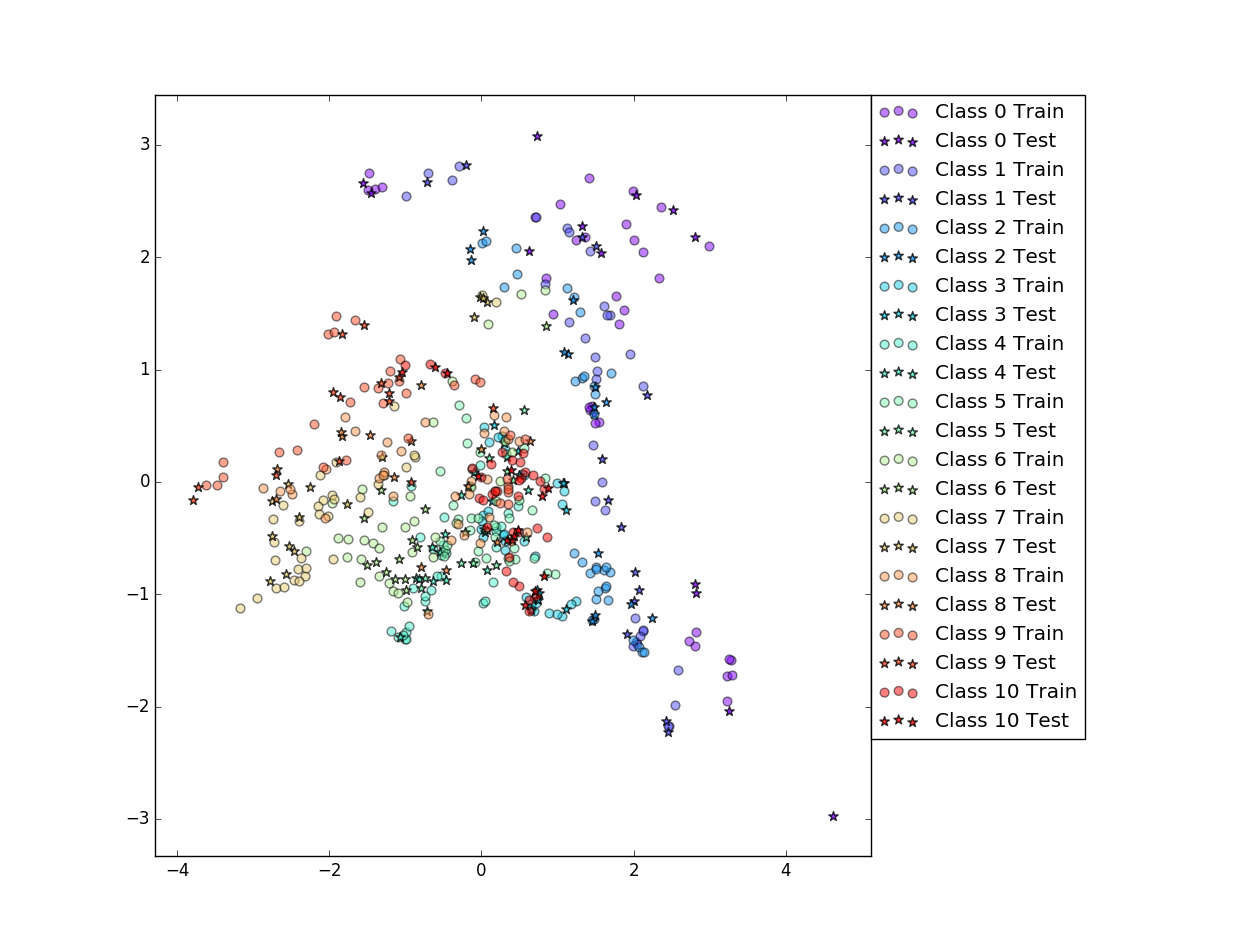 3
2
1
0
−1
−2
−3
−4
−2
0
2
4
Class 0 Train
Class 0 Test
Class 1 Train
Class 1 Test
Class 2 Train
Class 2 Test
Class 3 Train
Class 3 Test
Class 4 Train
Class 4 Test
Class 5 Train
Class 5 Test
Class 6 Train
Class 6 Test
Class 7 Train
Class 7 Test
Class 8 Train
Class 8 Test
Class 9 Train
Class 9 Test
Class 10 Train
Class 10 Test